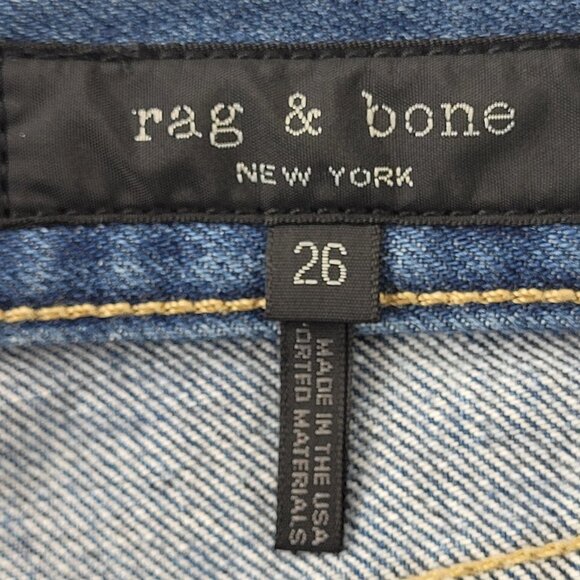 rag & bone
NEW YORK
26
MADE IN THE USA
ORTED MATERIALS